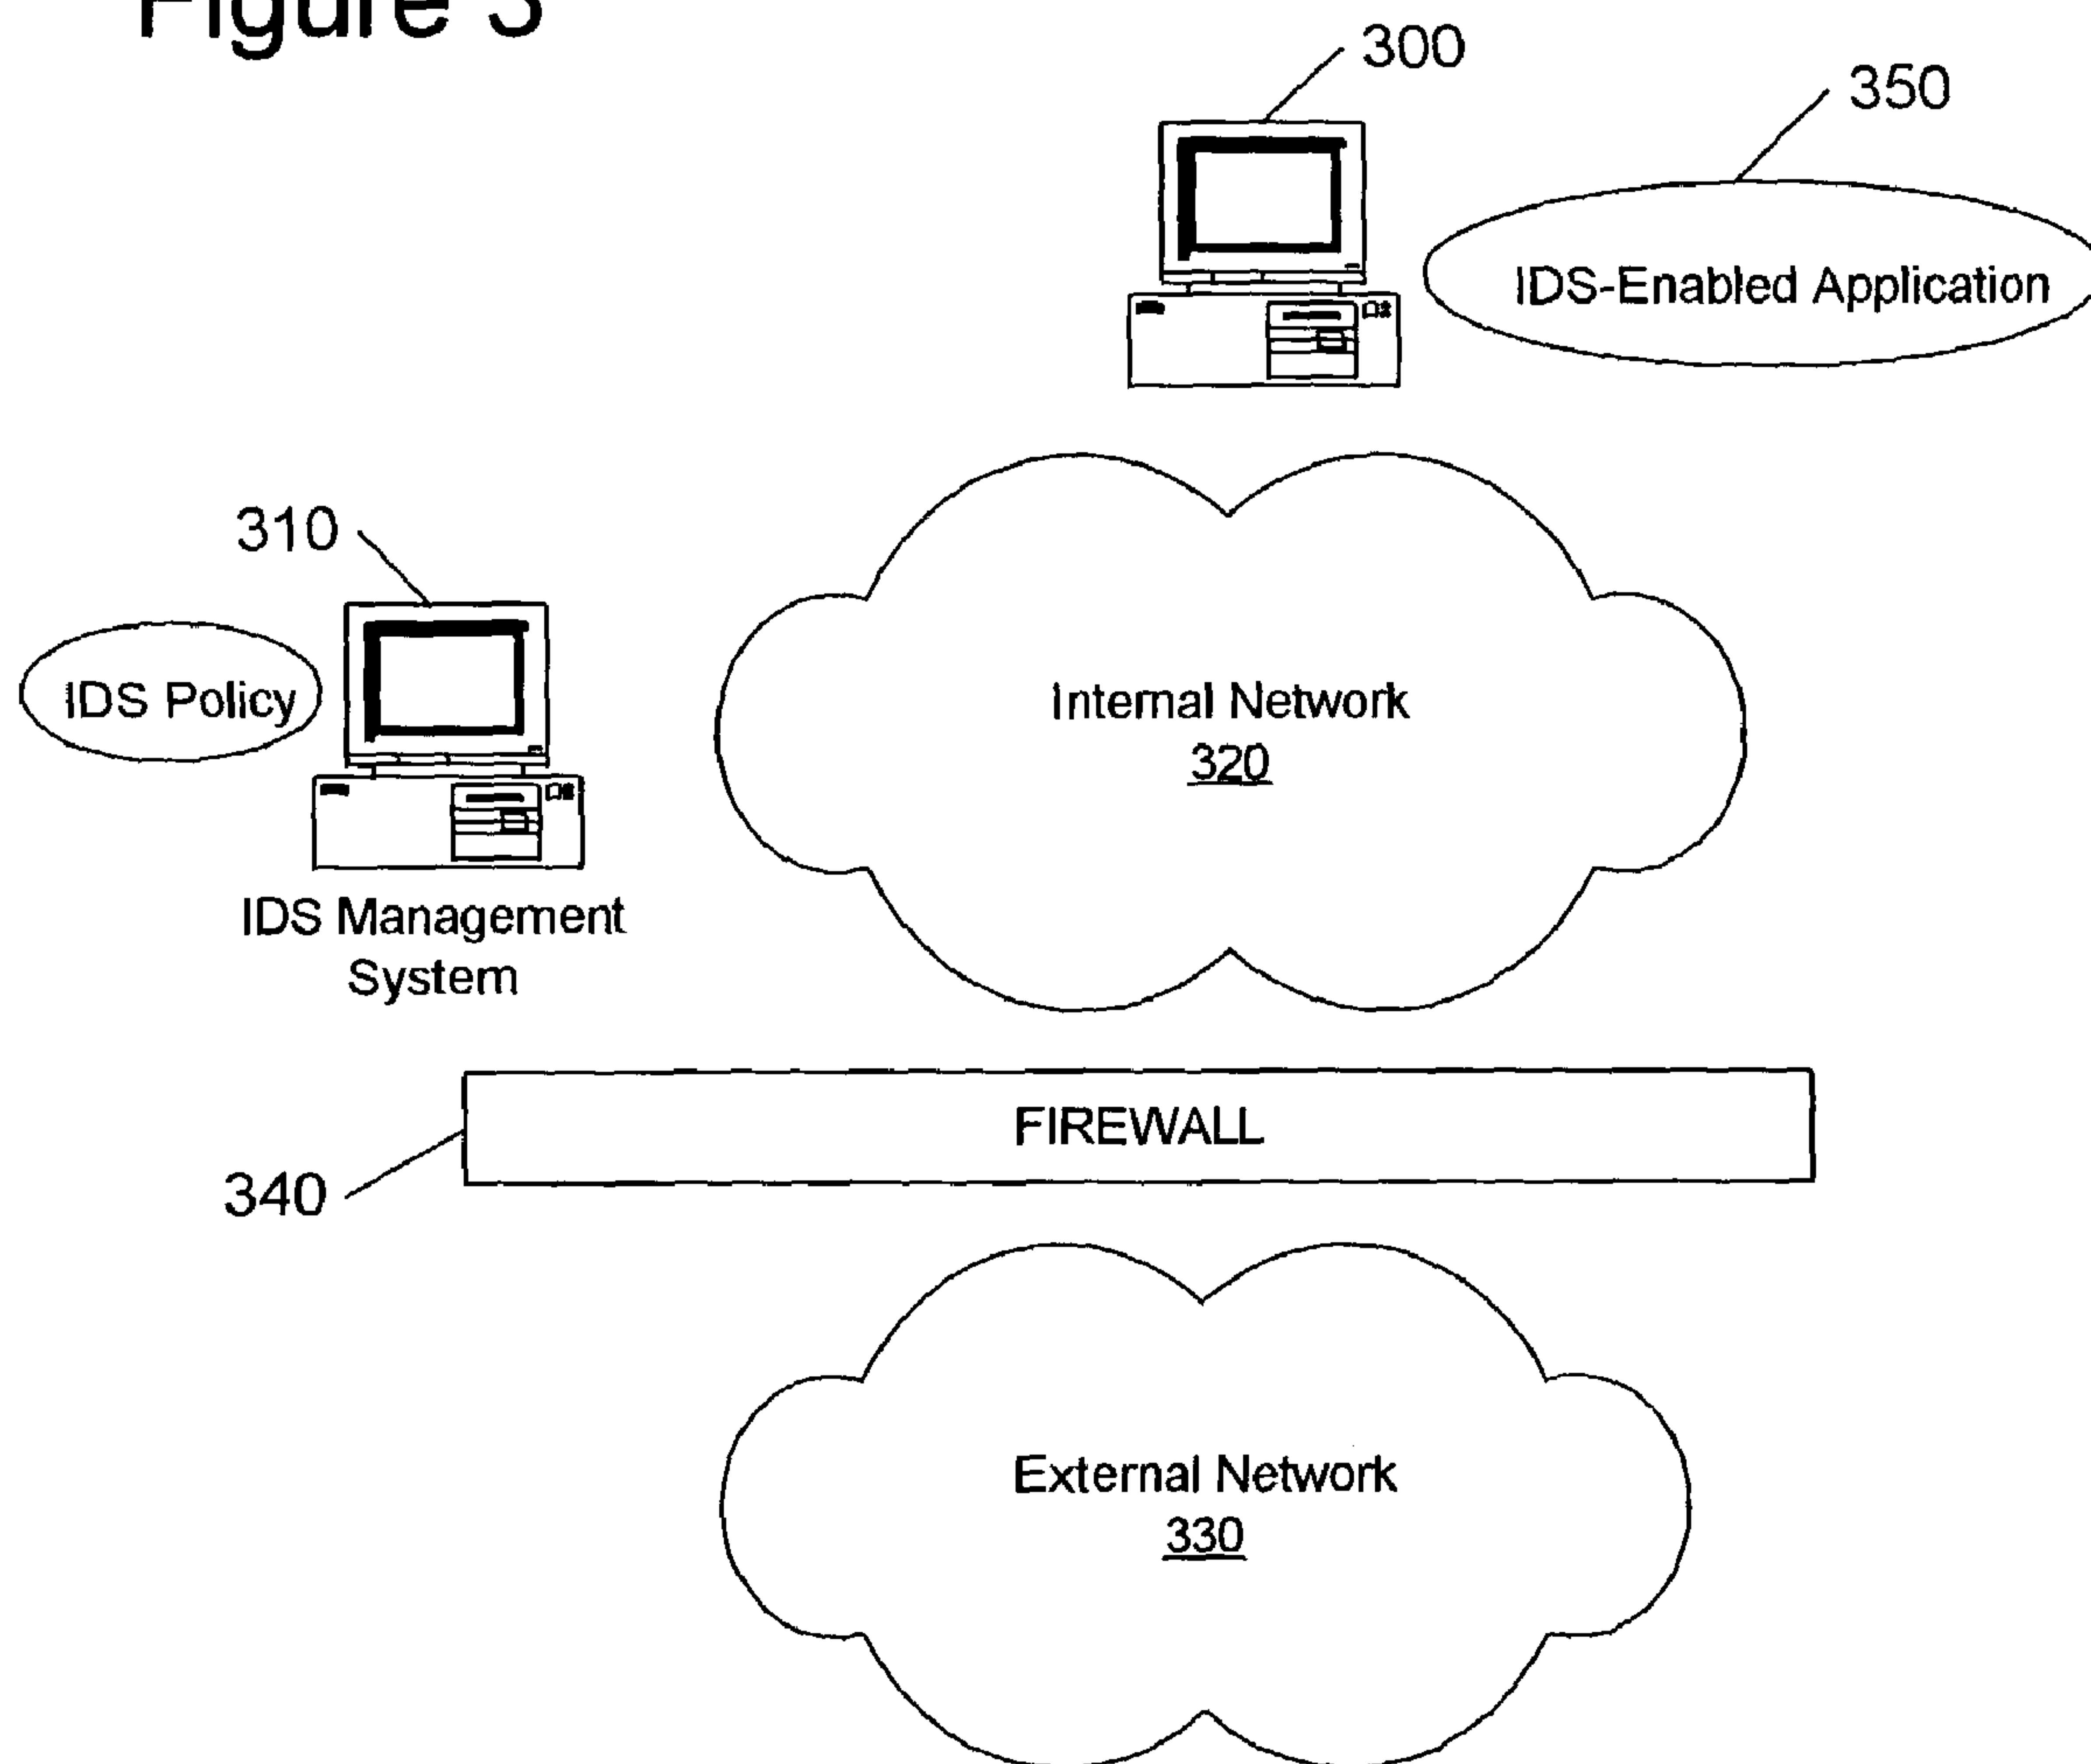 Figure 3
300
350
IDS-Enabled Application
310
IDS Policy
Internal Network
320
IDS Management
System
FIREWALL
340
External Network
330